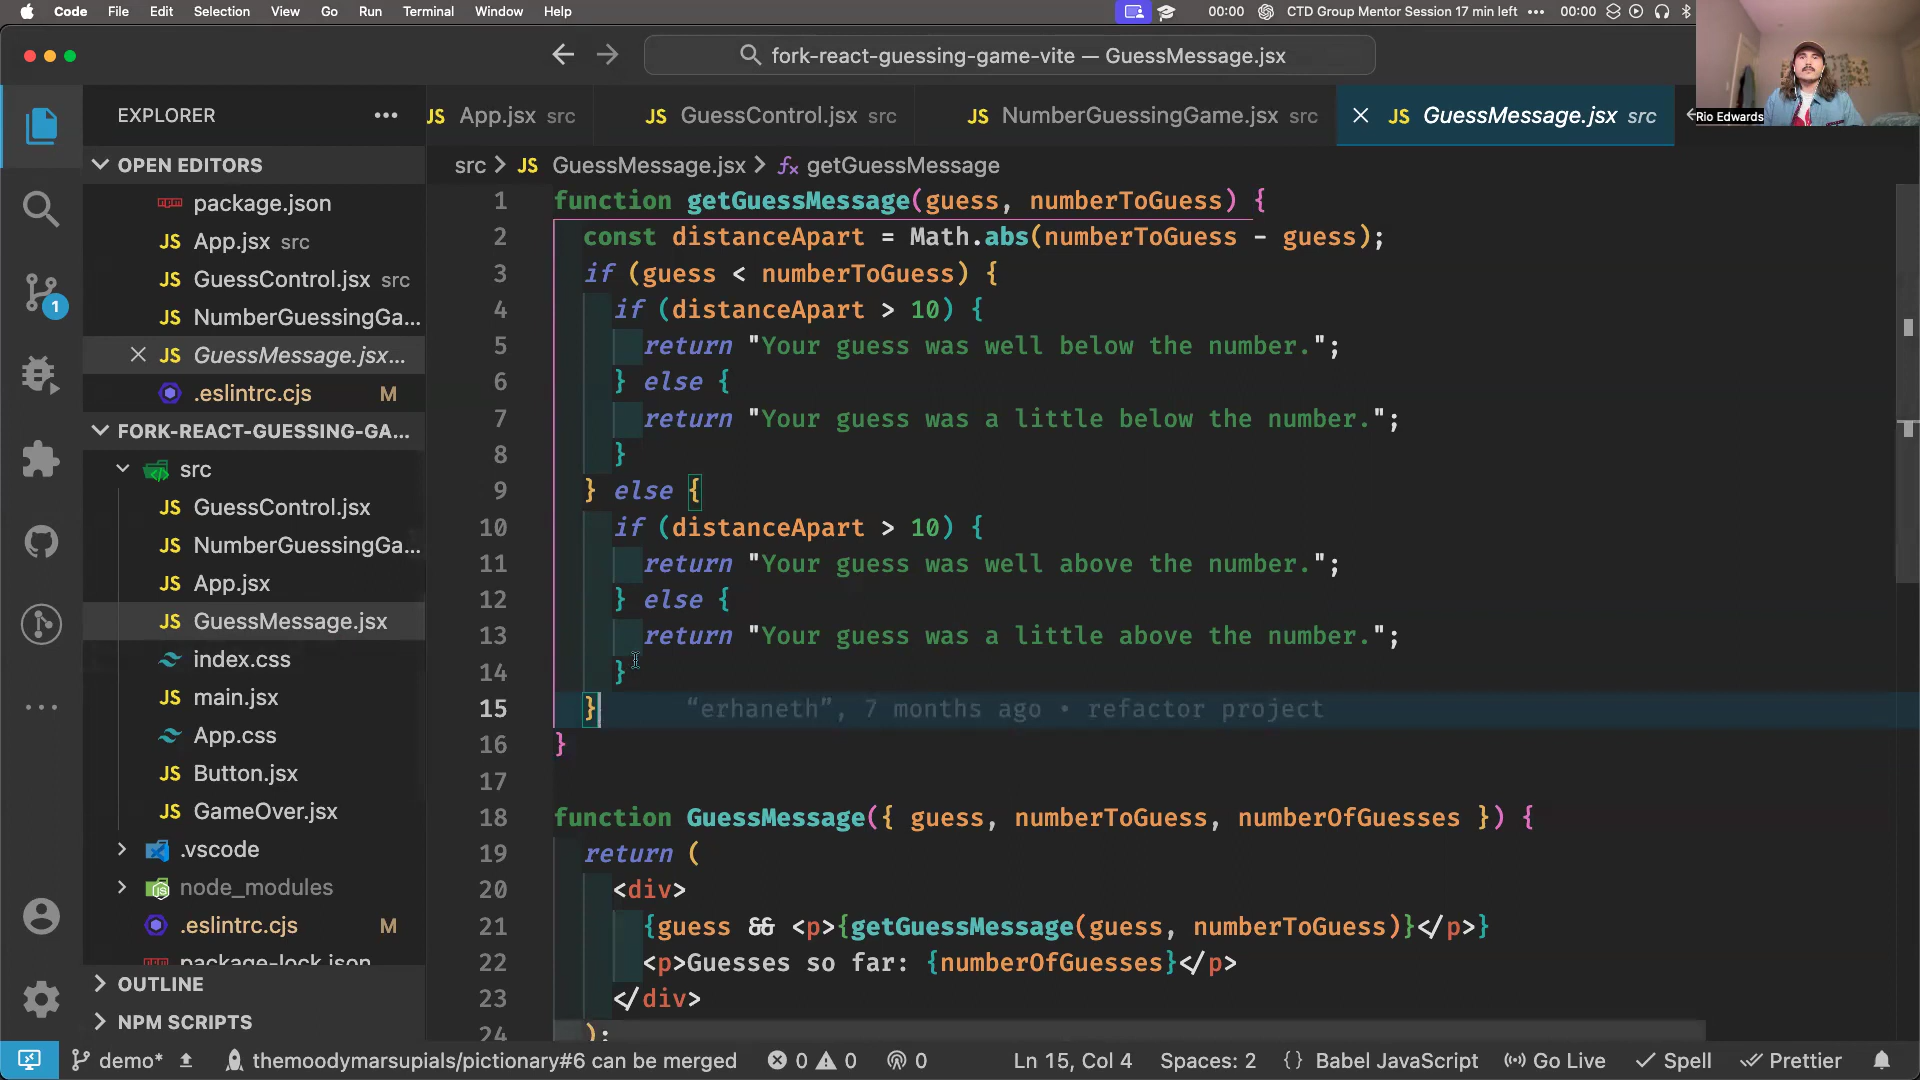 Code File Edit Selection View Go Run Terminal Window Help 00:00 CTD Group Mentor Session 17 min left ••• 00:00
fork-react-guessing-game-vite — GuessMessage.jsx
Rio Edwards
EXPLORER
JS App.jsx src JS GuessControl.jsx src JS NumberGuessingGame.jsx src JS GuessMessage.jsx src
OPEN EDITORS
package.json
JS App.jsx src
JS GuessControl.jsx src
JS NumberGuessingGa...
JS GuessMessage.jsx...
.eslintrc.cjs M
FORK-REACT-GUESSING-GA...
src
JS GuessControl.jsx
JS NumberGuessingGa...
JS App.jsx
JS GuessMessage.jsx
index.css
JS main.jsx
App.css
JS Button.jsx
JS GameOver.jsx
.vscode
node_modules
.eslintrc.cjs M
package-lock.json
OUTLINE
NPM SCRIPTS
1
src > JS GuessMessage.jsx > getGuessMessage
1 function getGuessMessage(guess, numberToGuess) {
2 const distanceApart = Math.abs(numberToGuess - guess);
3 if (guess < numberToGuess) {
4 if (distanceApart > 10) {
5 return "Your guess was well below the number.";
6 } else {
7 return "Your guess was a little below the number.";
8 }
9 } else {
10 if (distanceApart > 10) {
11 return "Your guess was well above the number.";
12 } else {
13 return "Your guess was a little above the number.";
14 }
15 } “erhaneth”, 7 months ago • refactor project
16 }
17
18 function GuessMessage({ guess, numberToGuess, numberOfGuesses }) {
19 return (
20 <div>
21 {guess && <p>{getGuessMessage(guess, numberToGuess)}</p>}
22 <p>Guesses so far: {numberOfGuesses}</p>
23 </div>
24 );
demo* themoodymarsupials/pictionary#6 can be merged 0 0 0 Ln 15, Col 4 Spaces: 2 {} Babel JavaScript Go Live Spell Prettier